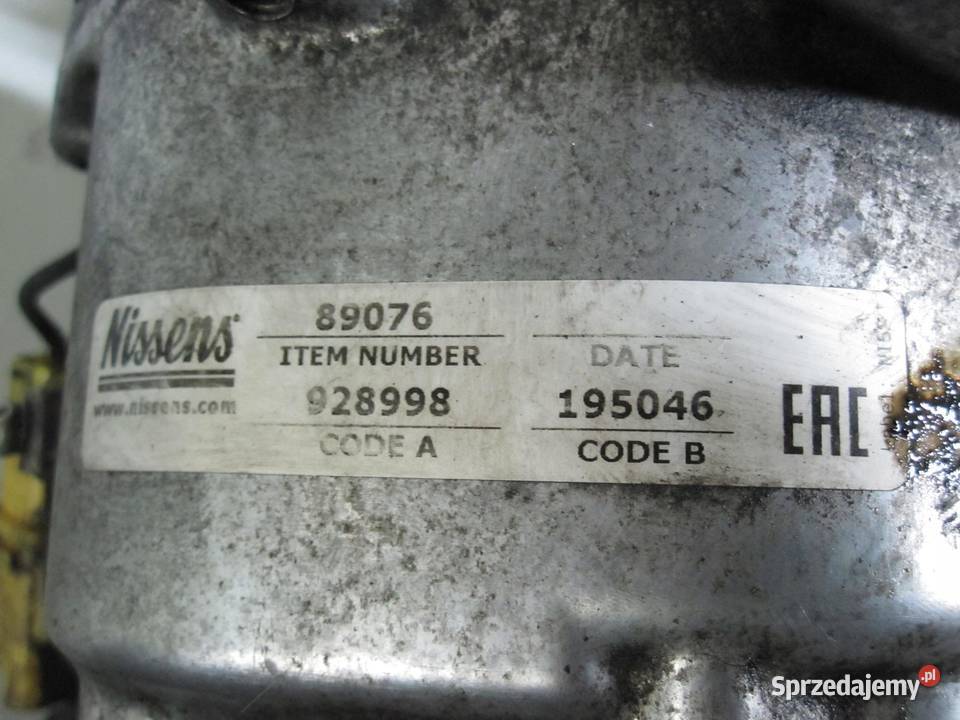 Nissens
www.nissens.com
89076
ITEM NUMBER
928998
CODE A
DATE
195046
CODE B
EAC
Sprzedajemy.pl